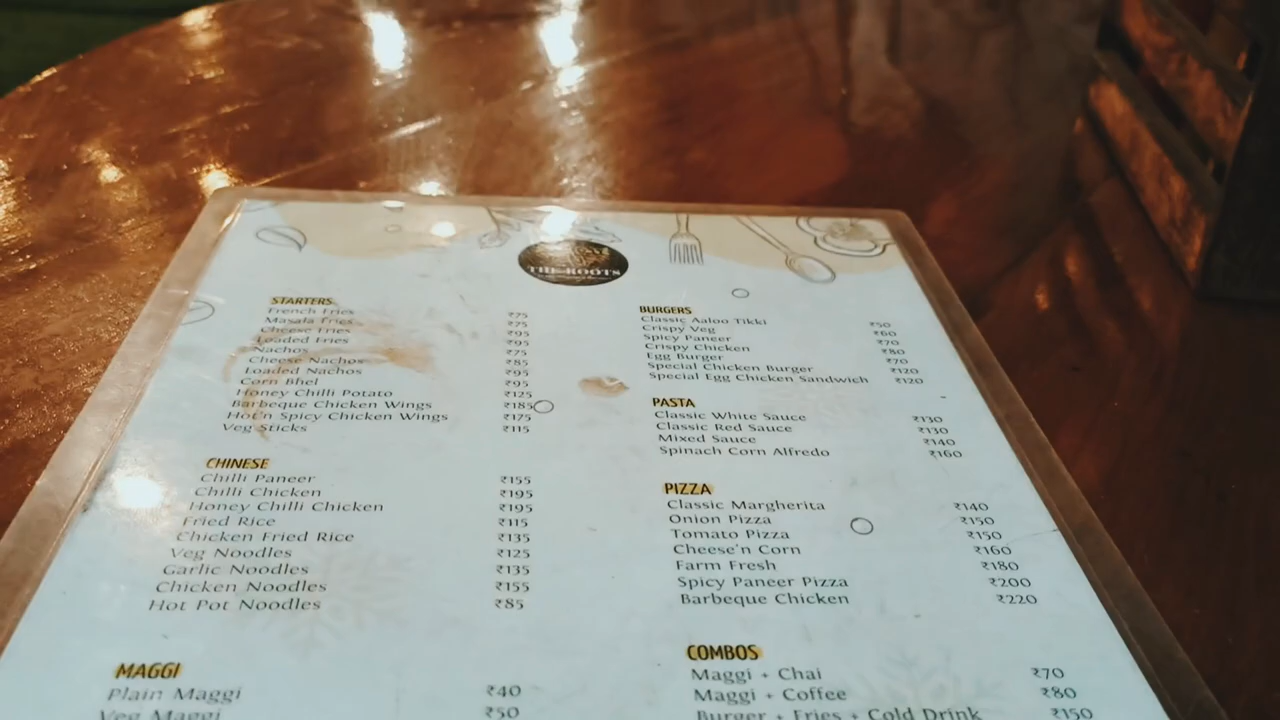 THE ROOTS
STARTERS
French Fries ₹75
Masala Fries ₹75
Cheese Fries ₹95
Loaded Fries ₹95
Nachos ₹75
Cheese Nachos ₹85
Loaded Nachos ₹95
Corn Bhel ₹95
Honey Chilli Potato ₹125
Barbeque Chicken Wings ₹185
Hot'n Spicy Chicken Wings ₹175
Veg Sticks ₹115
CHINESE
Chilli Paneer ₹155
Chilli Chicken ₹195
Honey Chilli Chicken ₹195
Fried Rice ₹115
Chicken Fried Rice ₹135
Veg Noodles ₹125
Garlic Noodles ₹135
Chicken Noodles ₹155
Hot Pot Noodles ₹85
MAGGI
Plain Maggi ₹40
Veg Maggi ₹50
BURGERS
Classic Aaloo Tikki ₹50
Crispy Veg ₹60
Spicy Paneer ₹70
Crispy Chicken ₹80
Egg Burger ₹70
Special Chicken Burger ₹120
Special Egg Chicken Sandwich ₹120
PASTA
Classic White Sauce ₹130
Classic Red Sauce ₹130
Mixed Sauce ₹140
Spinach Corn Alfredo ₹160
PIZZA
Classic Margherita ₹140
Onion Pizza ₹150
Tomato Pizza ₹150
Cheese'n Corn ₹160
Farm Fresh ₹180
Spicy Paneer Pizza ₹200
Barbeque Chicken ₹220
COMBOS
Maggi + Chai ₹70
Maggi + Coffee ₹80
Burger + Fries + Cold Drink ₹150